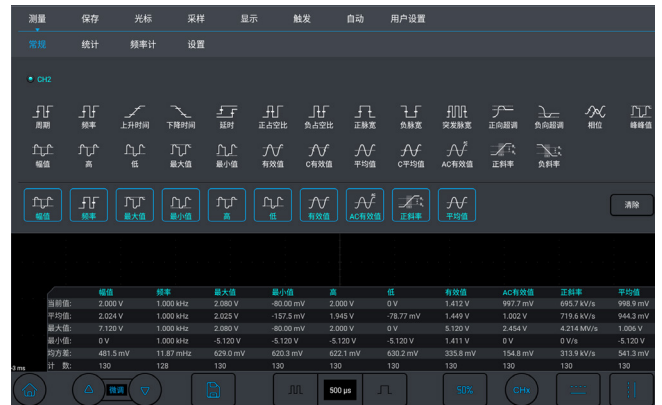 测量 保存 光标 采样 显示 触发 自动 用户设置
常规 统计 频率计 设置
CH2
周期 频率 上升时间 下降时间 延时 正占空比 负占空比 正脉宽 负脉宽 突发脉宽 正向超调 负向超调 相位 峰峰值
幅值 高 低 最大值 最小值 有效值 C有效值 平均值 C平均值 AC有效值 正斜率 负斜率
幅值 频率 最大值 最小值 高 低 有效值 AC有效值 正斜率 平均值 清除
幅值 频率 最大值 最小值 高 低 有效值 AC有效值 正斜率 平均值
当前值: 2.000 V 1.000 kHz 2.080 V -80.00 mV 2.000 V 0 V 1.412 V 997.7 mV 695.7 kV/s 998.9 mV
平均值: 2.024 V 1.000 kHz 2.025 V -157.5 mV 1.945 V -78.77 mV 1.449 V 1.002 V 719.6 kV/s 944.3 mV
最大值: 7.120 V 1.000 kHz 2.080 V -80.00 mV 2.000 V 0 V 5.120 V 2.454 V 4.214 MV/s 1.006 V
最小值: 0 V 1.000 kHz -5.120 V -5.120 V -5.120 V -5.120 V 1.411 V 0 V 0 V/s -5.120 V
均方差: 481.5 mV 11.87 mHz 629.0 mV 620.3 mV 622.1 mV 630.2 mV 335.8 mV 154.8 mV 313.9 kV/s 541.3 mV
计 数: 130 128 130 130 130 130 130 130 130 130
-3 ms
微调 500 μs 50% CHx